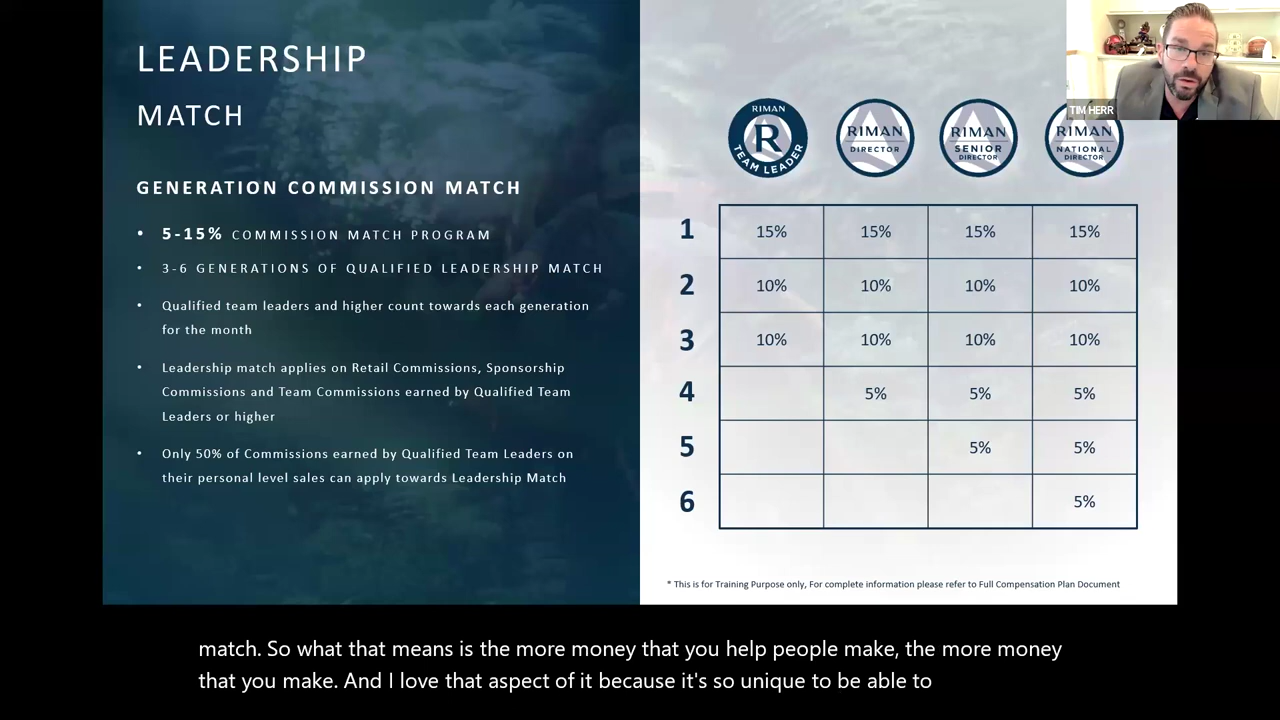 LEADERSHIP
MATCH
GENERATION COMMISSION MATCH
• 5-15% COMMISSION MATCH PROGRAM
• 3-6 GENERATIONS OF QUALIFIED LEADERSHIP MATCH
• Qualified team leaders and higher count towards each generation
for the month
• Leadership match applies on Retail Commissions, Sponsorship
Commissions and Team Commissions earned by Qualified Team
Leaders or higher
• Only 50% of Commissions earned by Qualified Team Leaders on
their personal level sales can apply towards Leadership Match
TIM HERR
RIMAN
R
TEAM LEADER
RIMAN
DIRECTOR
RIMAN
SENIOR
DIRECTOR
RIMAN
NATIONAL
DIRECTOR
1 15% 15% 15% 15%
2 10% 10% 10% 10%
3 10% 10% 10% 10%
4 5% 5% 5%
5 5% 5%
6 5%
* This is for Training Purpose only, For complete information please refer to Full Compensation Plan Document
match. So what that means is the more money that you help people make, the more money
that you make. And I love that aspect of it because it's so unique to be able to